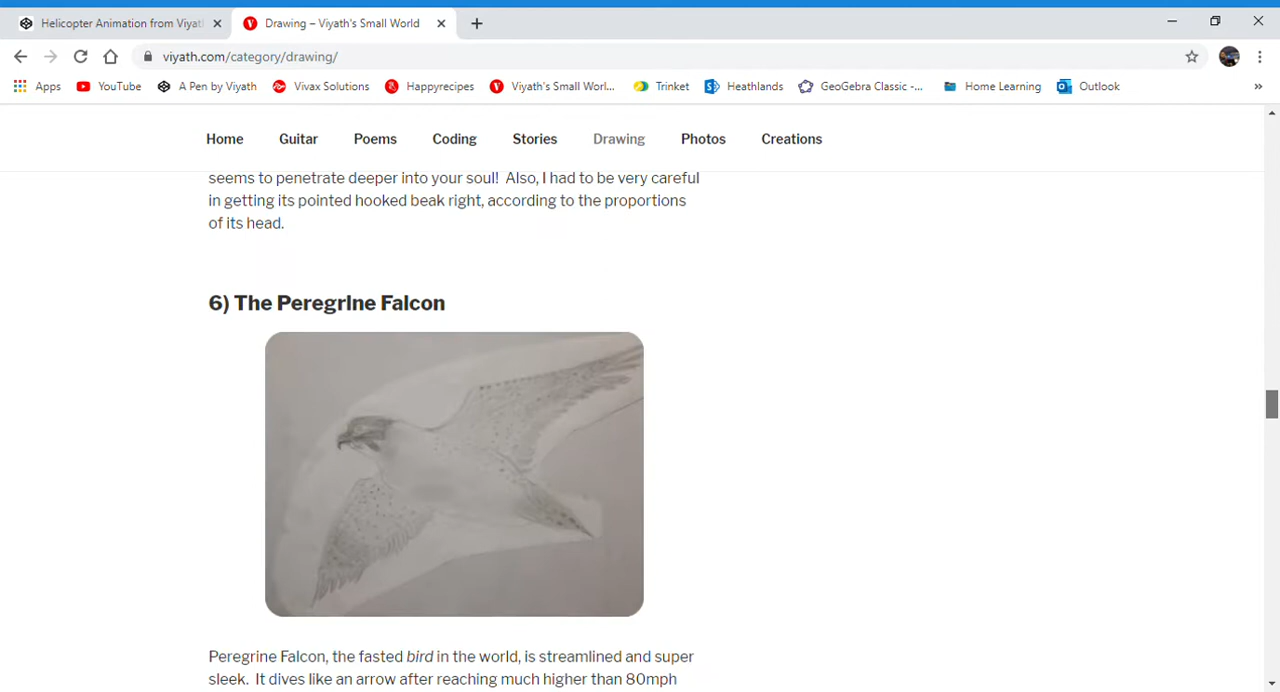 Helicopter Animation from Viyat
Drawing – Viyath's Small World
viyath.com/category/drawing/
Apps YouTube A Pen by Viyath Vivax Solutions Happyrecipes Viyath's Small Worl... Trinket Heathlands GeoGebra Classic -... Home Learning Outlook »
Home Guitar Poems Coding Stories Drawing Photos Creations
seems to penetrate deeper into your soul! Also, I had to be very careful
in getting its pointed hooked beak right, according to the proportions
of its head.
6) The PeregrIne Falcon
Peregrine Falcon, the fasted bird in the world, is streamlined and super
sleek. It dives like an arrow after reaching much higher than 80mph